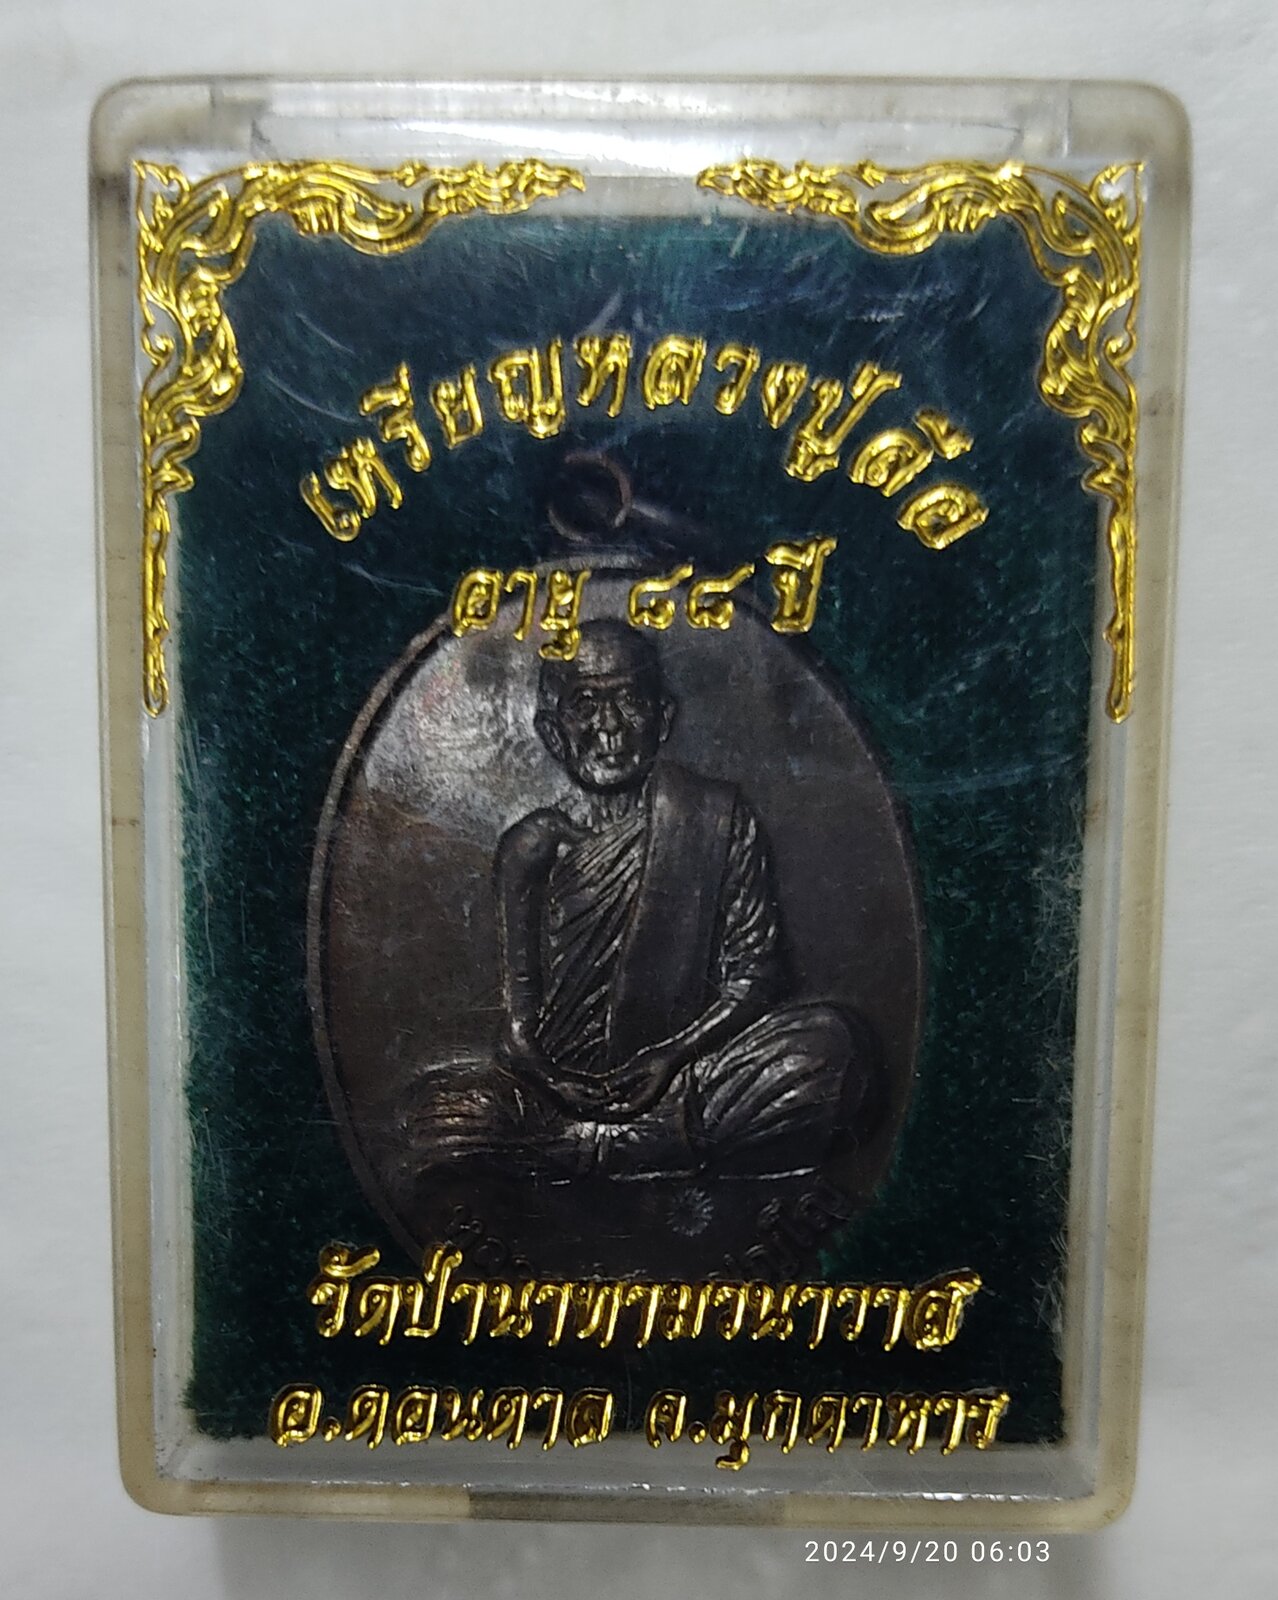 เหรียญหลวงปู่ลือ
อายุ ๘๘ ปี
วัดป่านาทามวนาวาส
อ.ดอนตาล จ.มุกดาหาร
2024/9/20 06:03